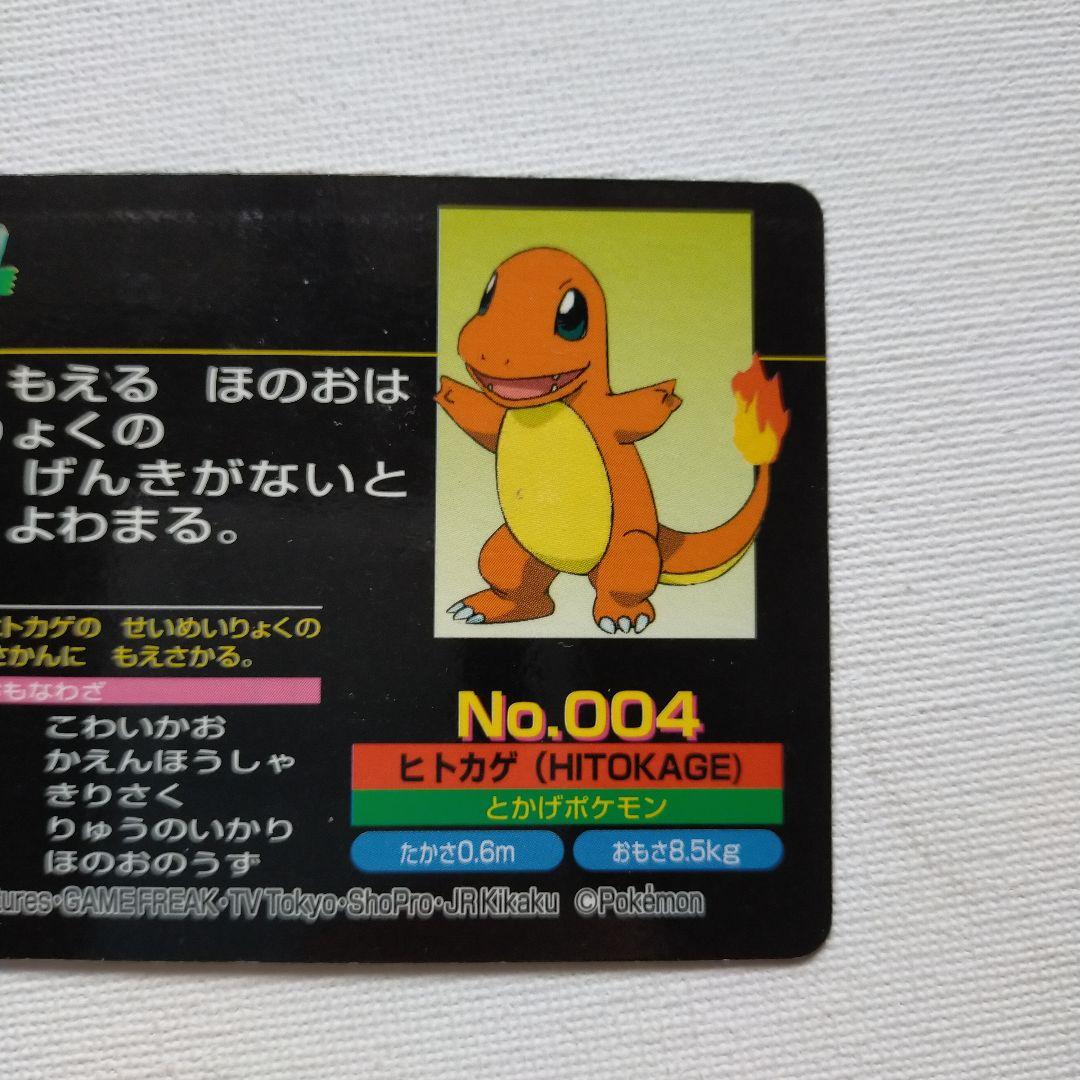 もえる ほのおは
ょくの
げんきがないと
よわまる。
トカゲの せいめいりょくの
さかんに もえさかる。
もなわざ
こわいかお
かえんほうしゃ
きりさく
りゅうのいかり
ほのおのうず
No.004
ヒトカゲ (HITOKAGE)
とかげポケモン
たかさ0.6m おもさ8.5kg
tures・GAME FREAK・TV Tokyo・ShoPro・JR Kikaku ©Pokémon